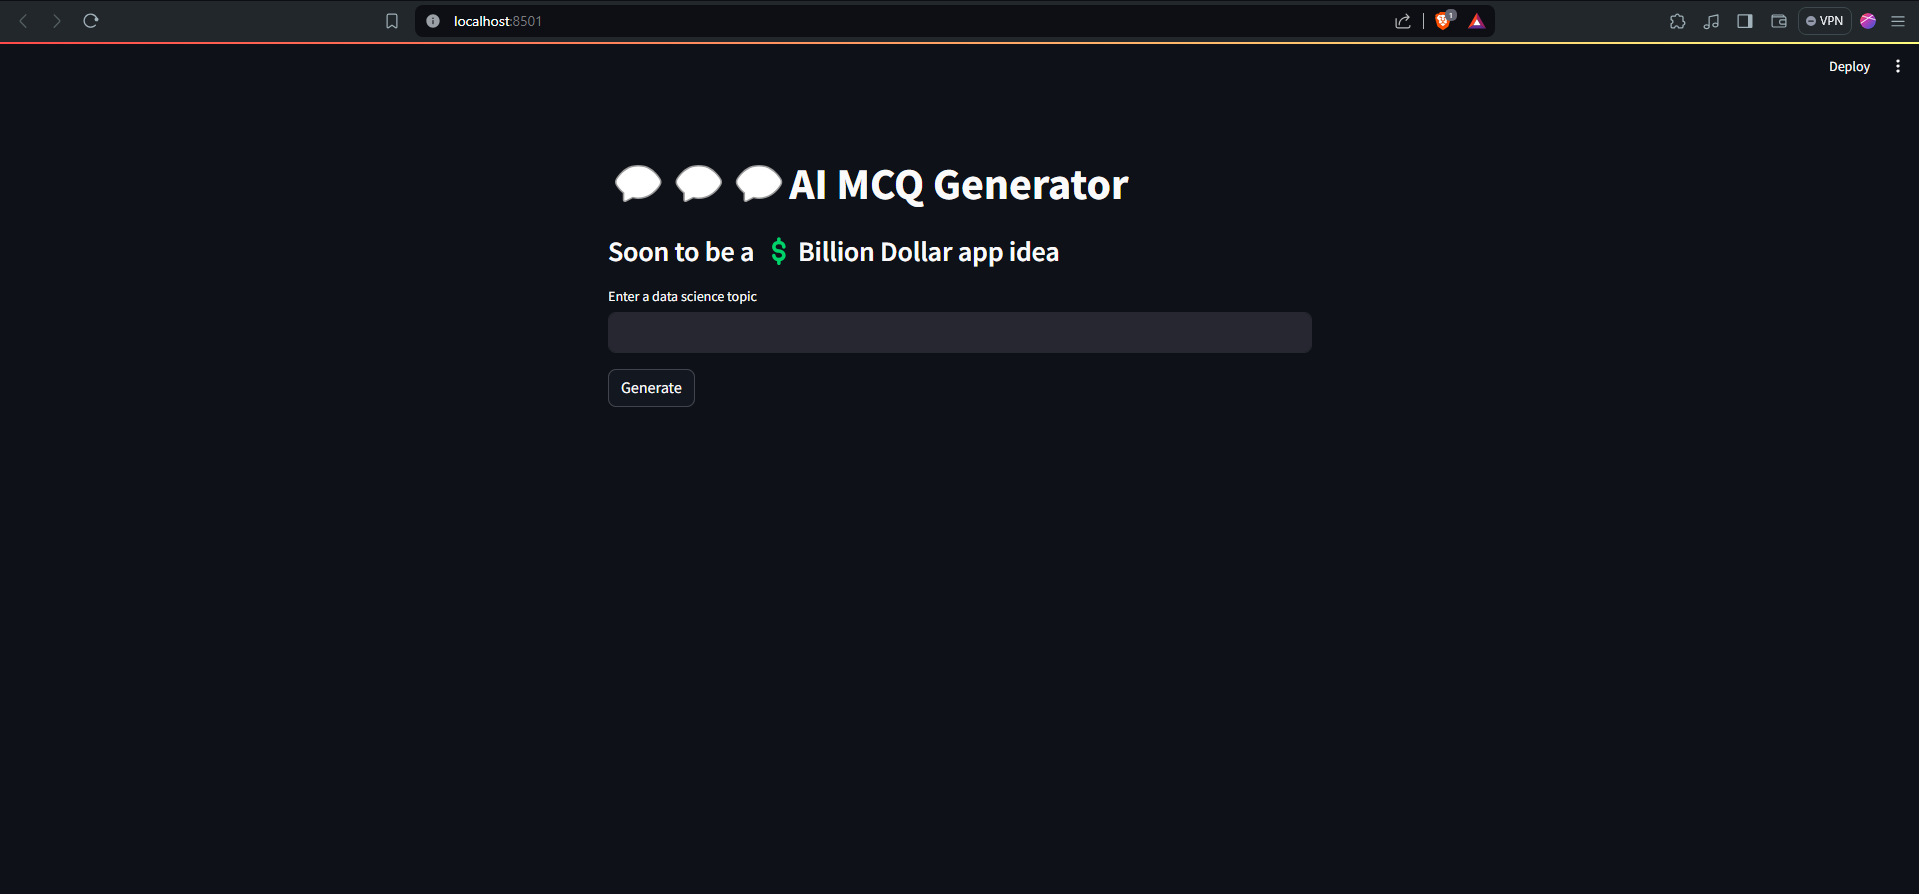 localhost:8501
1
VPN
Deploy
💬 💬 💬 AI MCQ Generator
Soon to be a 💲 Billion Dollar app idea
Enter a data science topic
Generate